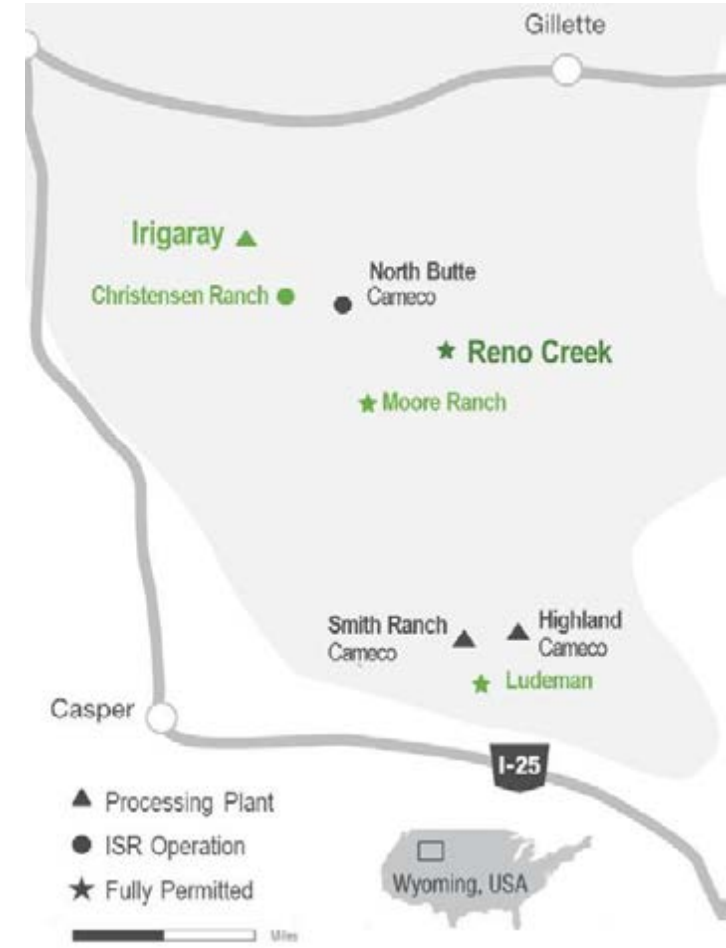 Gillette
Irigaray
North Butte
Cameco
Christensen Ranch
Reno Creek
Moore Ranch
Smith Ranch
Cameco
Highland
Cameco
Ludeman
Casper
I-25
Processing Plant
ISR Operation
Fully Permitted
Wyoming, USA
Miles